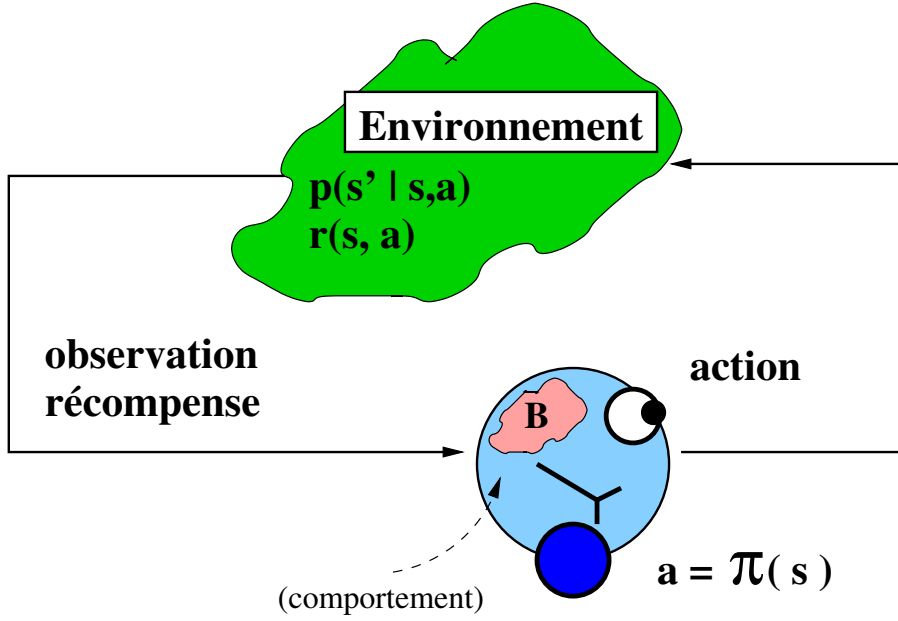 Environnement
p(s' | s,a)
r(s, a)
observation
récompense
action
B
a = π( s )
(comportement)